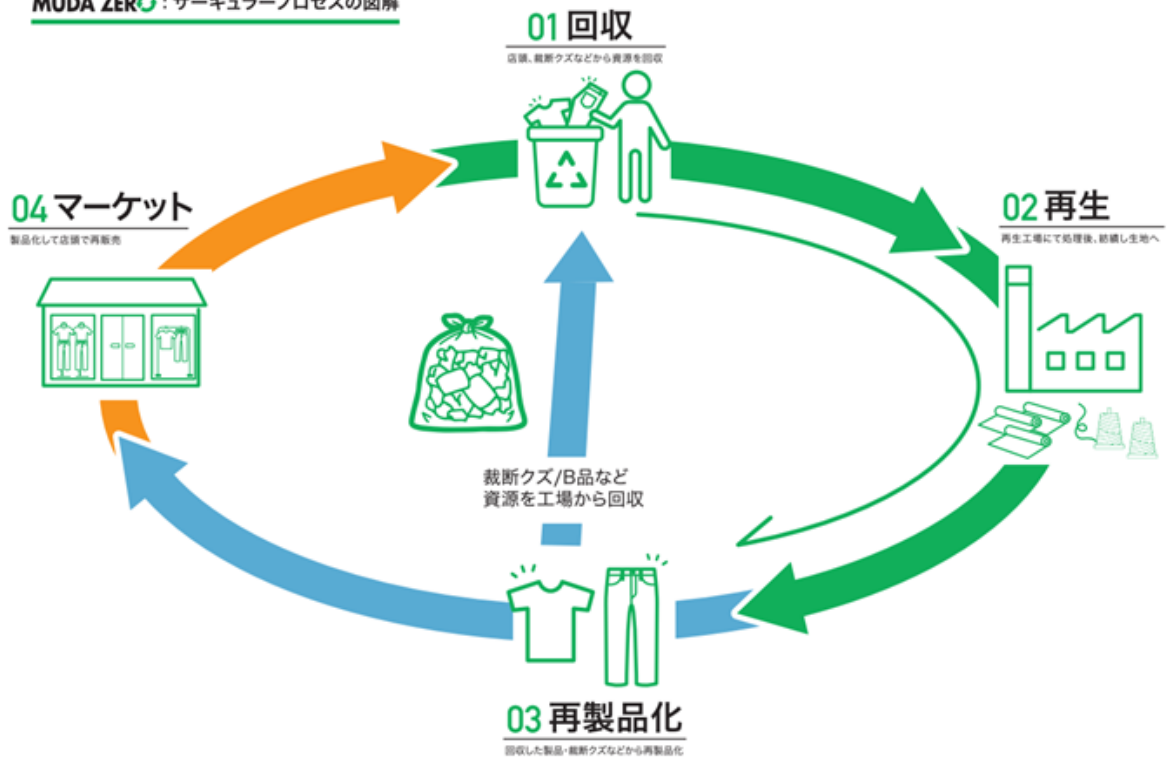 MUDA ZERO：サーキュラープロセスの図解
01 回収
店頭、裁断クズなどから資源を回収
02 再生
再生工場にて処理後、紡績し生地へ
04 マーケット
製品化して店頭で再販売
裁断クズ/B品など
資源を工場から回収
03 再製品化
回収した製品・裁断クズなどから再製品化